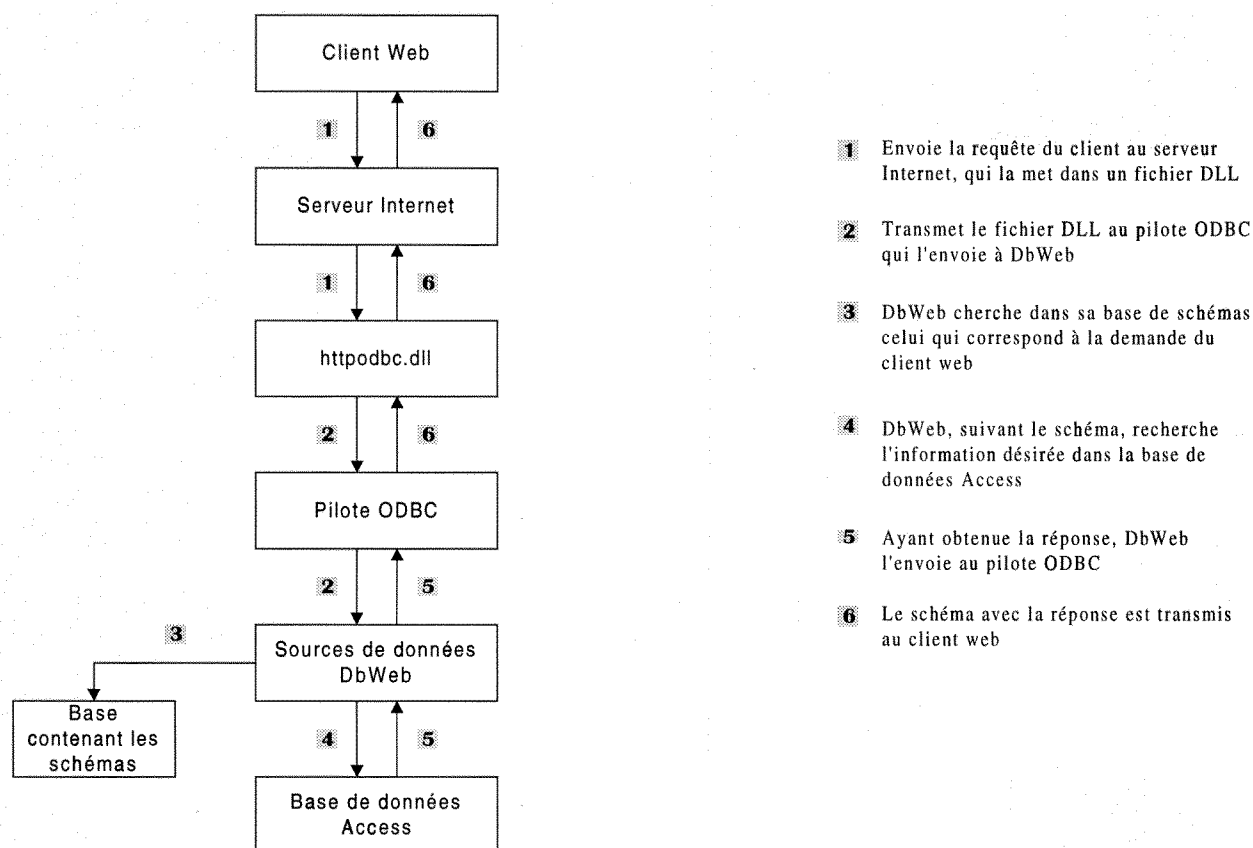 Client Web
1 6
Serveur Internet
1 6
httpodbc.dll
2 6
Pilote ODBC
2 5
3
Sources de données
DbWeb
Base
contenant les
schémas
4 5
Base de données
Access
1 Envoie la requête du client au serveur
Internet, qui la met dans un fichier DLL
2 Transmet le fichier DLL au pilote ODBC
qui l'envoie à DbWeb
3 DbWeb cherche dans sa base de schémas
celui qui correspond à la demande du
client web
4 DbWeb, suivant le schéma, recherche
l'information désirée dans la base de
données Access
5 Ayant obtenue la réponse, DbWeb
l'envoie au pilote ODBC
6 Le schéma avec la réponse est transmis
au client web